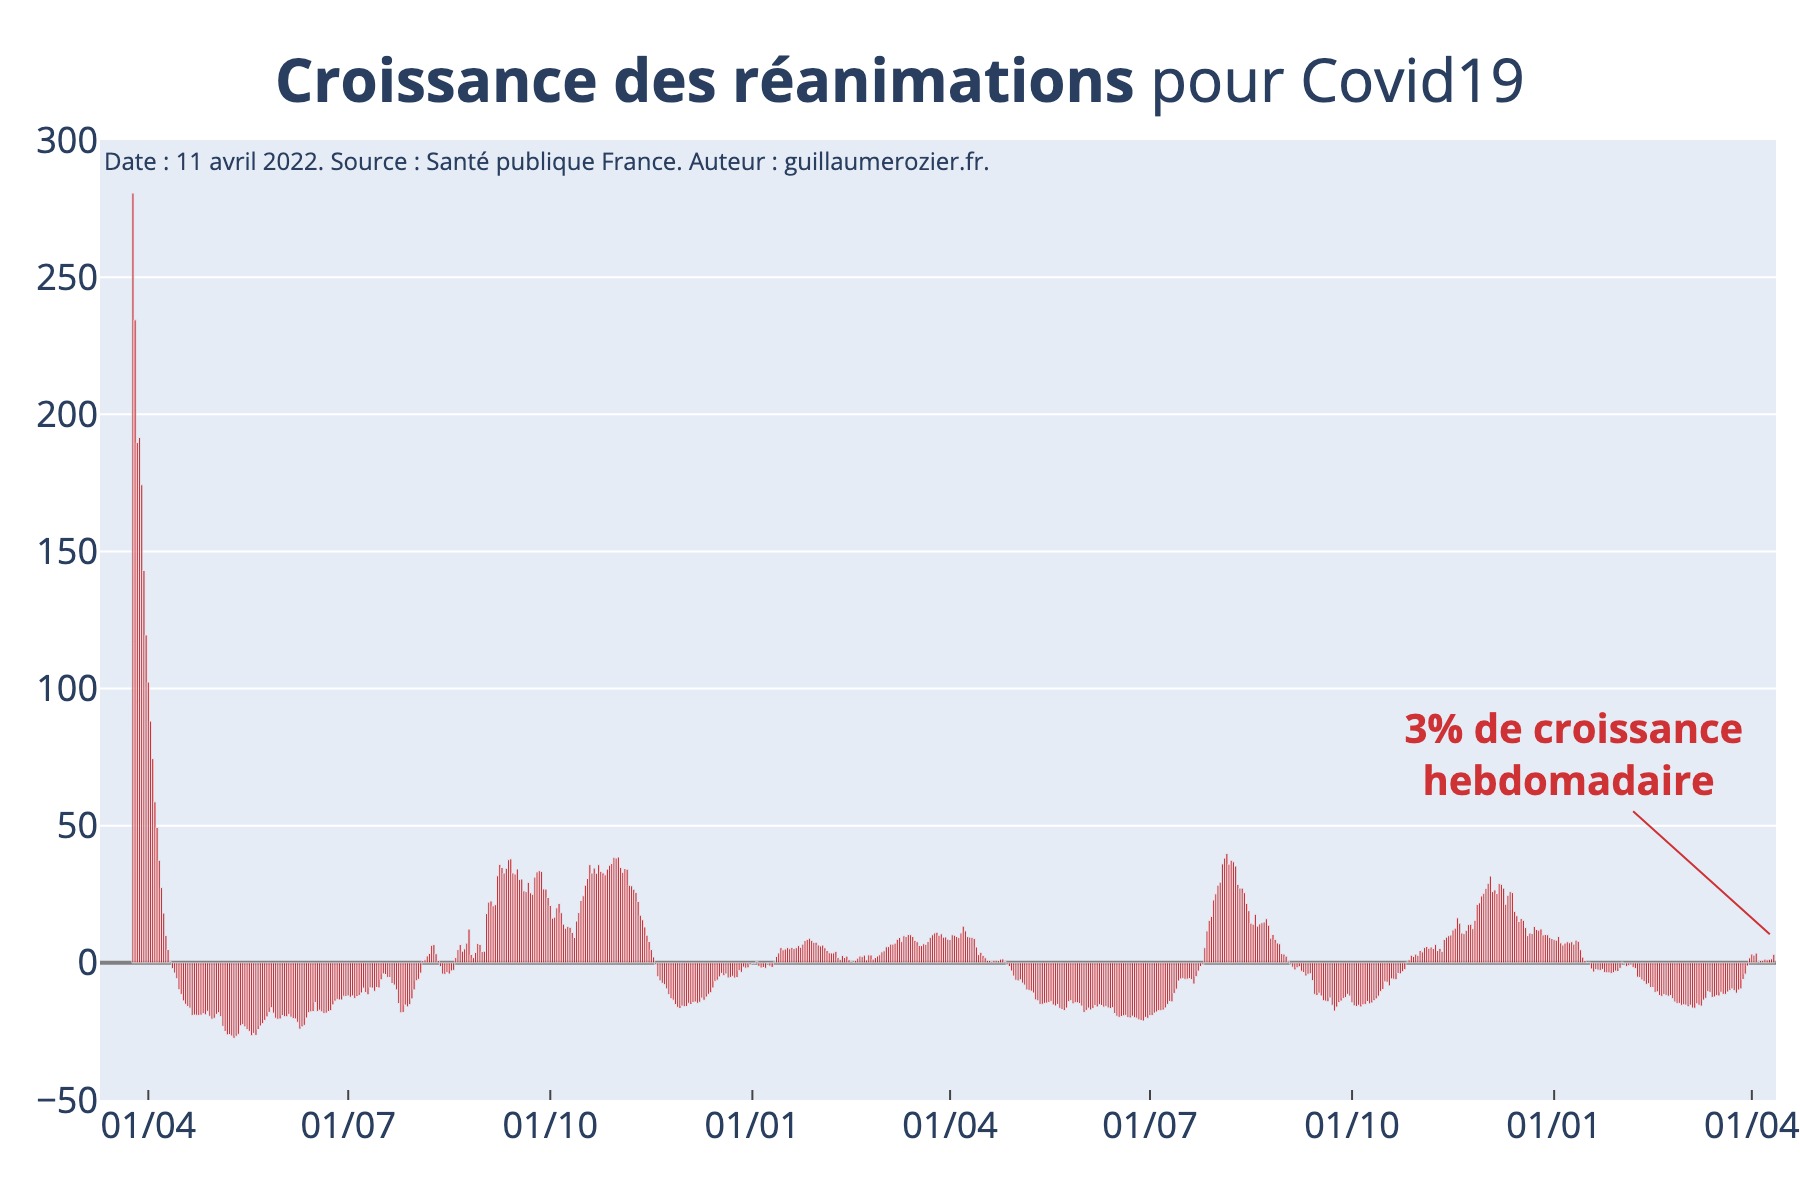 Croissance des réanimations pour Covid19
300
Date : 11 avril 2022. Source : Santé publique France. Auteur : guillaumerozier.fr.
250
200
150
100
3% de croissance
hebdomadaire
50
0
−50
01/04 01/07 01/10 01/01 01/04 01/07 01/10 01/01 01/04